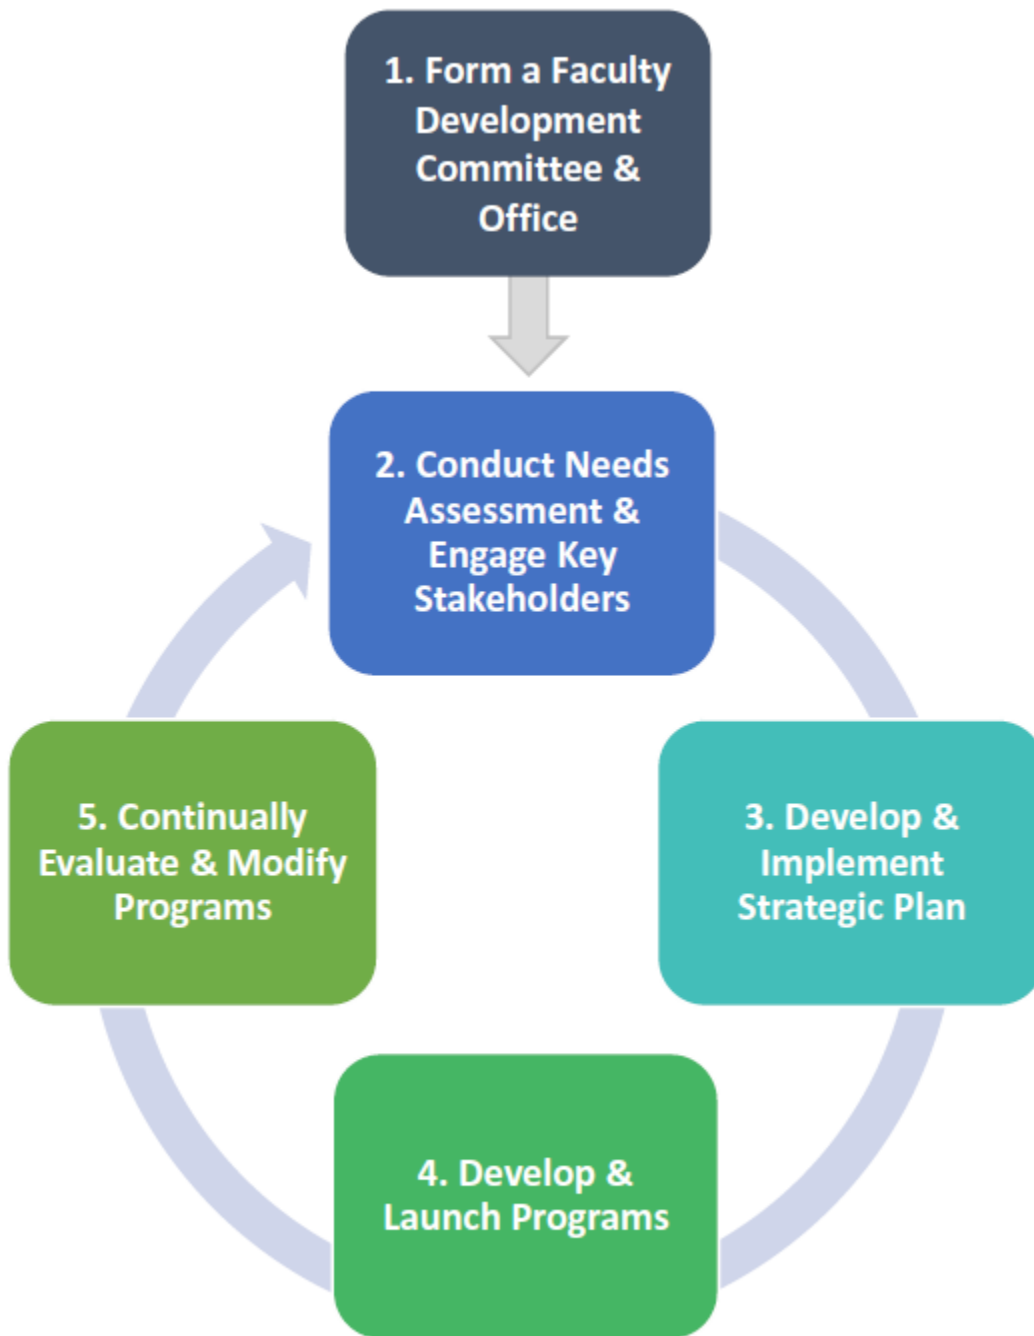 1. Form a Faculty
Development
Committee &
Office
2. Conduct Needs
Assessment &
Engage Key
Stakeholders
3. Develop &
Implement
Strategic Plan
4. Develop &
Launch Programs
5. Continually
Evaluate & Modify
Programs